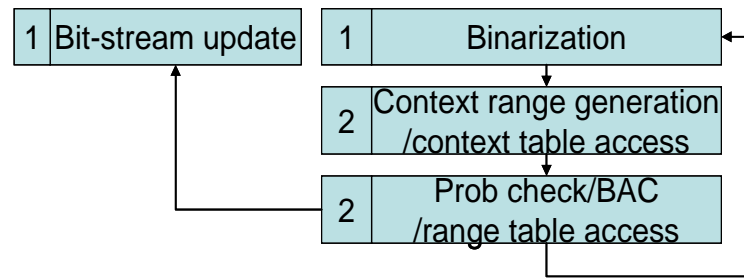 1 Bit-stream update
1 Binarization
2 Context range generation
/context table access
2 Prob check/BAC
/range table access